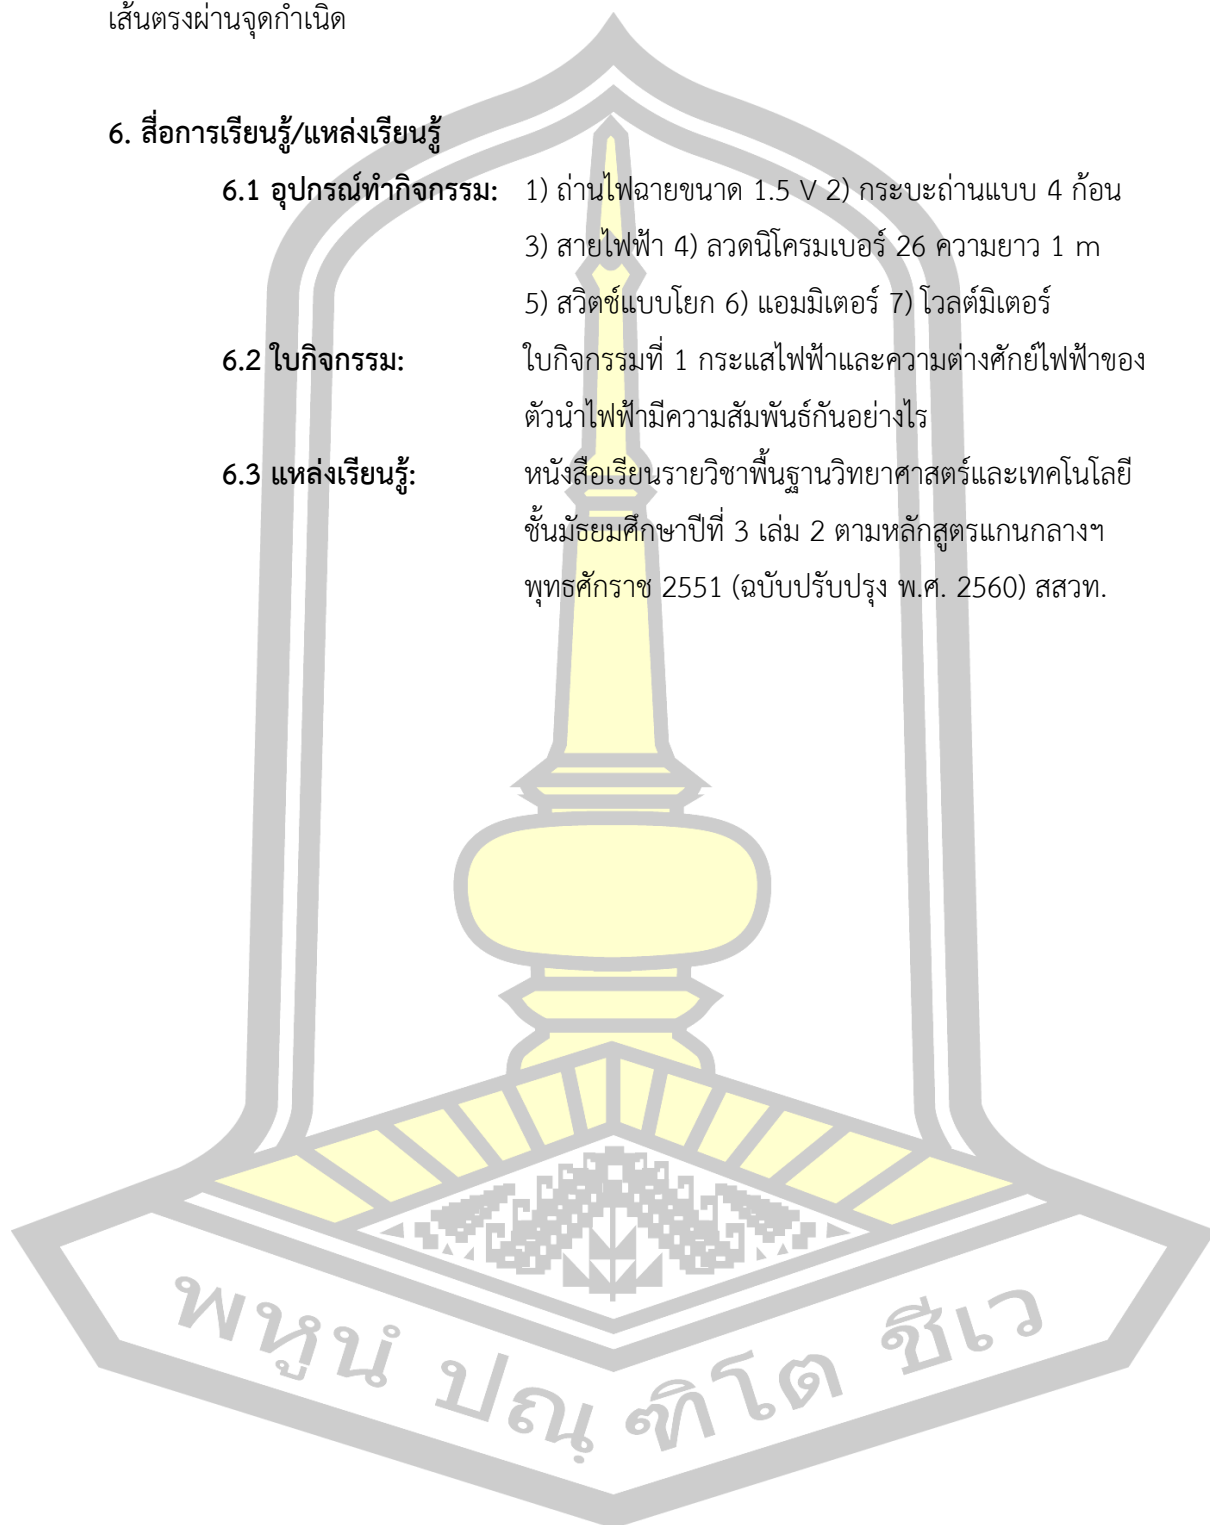 เส้นตรงผ่านจุดกำเนิด
6. สื่อการเรียนรู้/แหล่งเรียนรู้
6.1 อุปกรณ์ทำกิจกรรม: 1) ถ่านไฟฉายขนาด 1.5 V 2) กระบะถ่านแบบ 4 ก้อน
3) สายไฟฟ้า 4) ลวดนิโครมเบอร์ 26 ความยาว 1 m
5) สวิตช์แบบโยก 6) แอมมิเตอร์ 7) โวลต์มิเตอร์
6.2 ใบกิจกรรม: ใบกิจกรรมที่ 1 กระแสไฟฟ้าและความต่างศักย์ไฟฟ้าของ
ตัวนำไฟฟ้ามีความสัมพันธ์กันอย่างไร
6.3 แหล่งเรียนรู้: หนังสือเรียนรายวิชาพื้นฐานวิทยาศาสตร์และเทคโนโลยี
ชั้นมัธยมศึกษาปีที่ 3 เล่ม 2 ตามหลักสูตรแกนกลางฯ
พุทธศักราช 2551 (ฉบับปรับปรุง พ.ศ. 2560) สสวท.
พหูนํ ปณฺฑิโต ชีเว